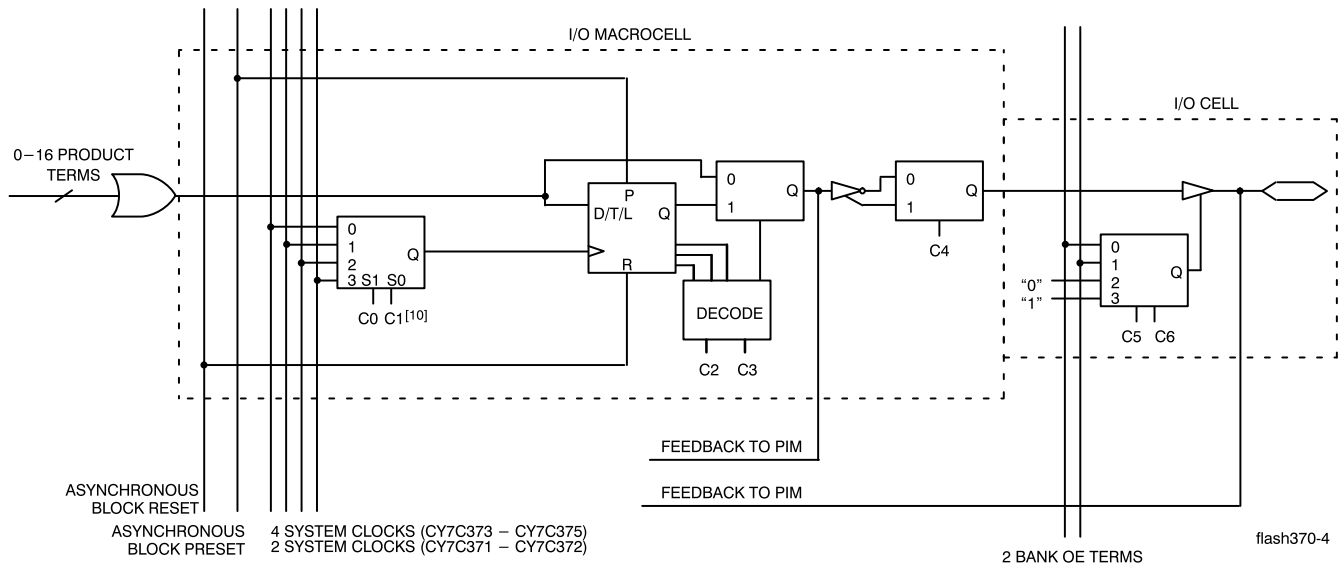 I/O MACROCELL
I/O CELL
0–16 PRODUCT
TERMS
P
D/T/L
Q
R
0
1
Q
0
1
Q
C4
0
1
2
3 S1 S0
Q
C0 C1[10]
DECODE
C2 C3
0
1
2
3
Q
“0”
“1”
C5 C6
FEEDBACK TO PIM
FEEDBACK TO PIM
ASYNCHRONOUS
BLOCK RESET
ASYNCHRONOUS
BLOCK PRESET
4 SYSTEM CLOCKS (CY7C373 – CY7C375)
2 SYSTEM CLOCKS (CY7C371 – CY7C372)
2 BANK OE TERMS
flash370-4